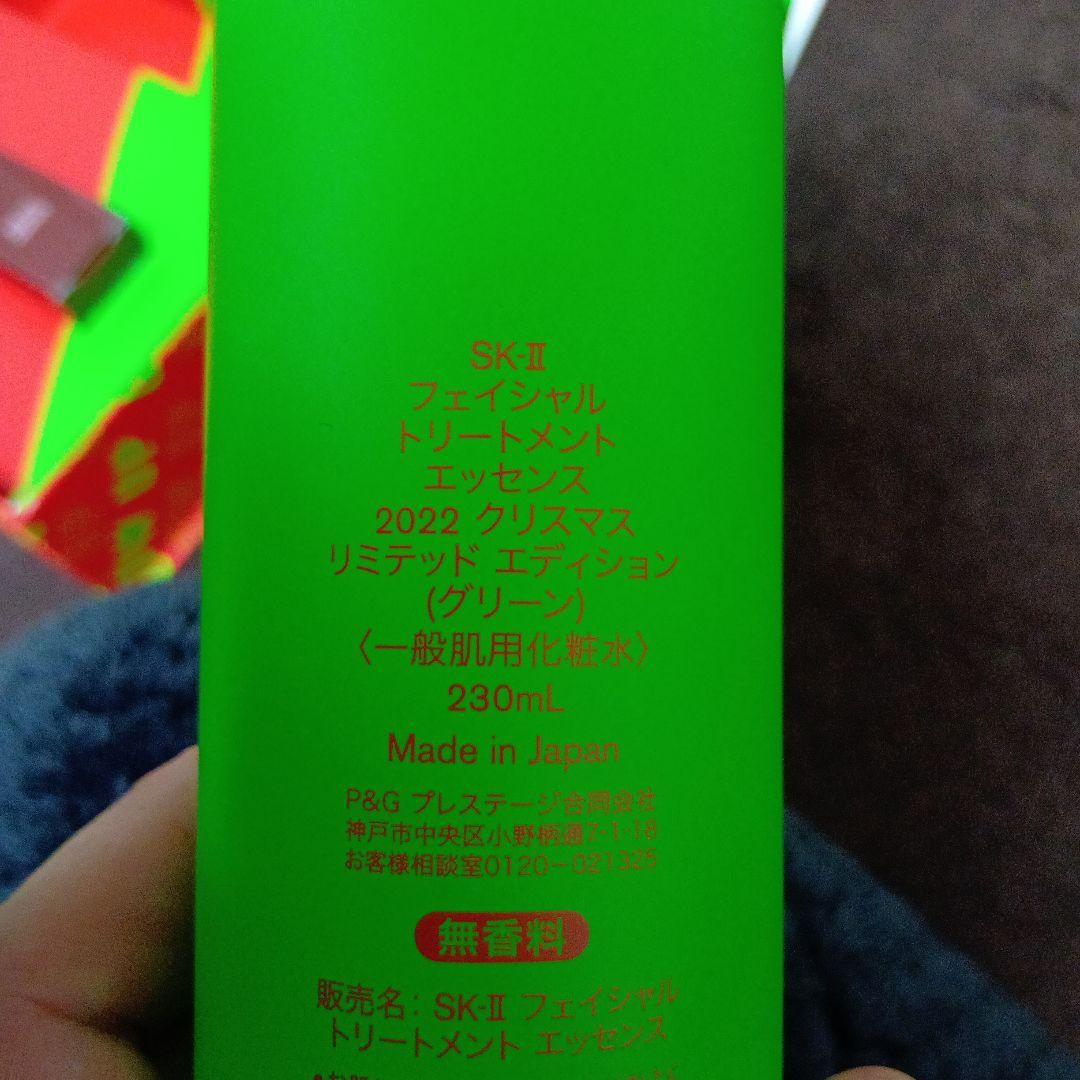 SK-Ⅱ
フェイシャル
トリートメント
エッセンス
2022 クリスマス
リミテッド エディション
(グリーン)
〈一般肌用化粧水〉
230mL
Made in Japan
P&G プレステージ合同会社
神戸市中央区小野柄通7-1-18
お客様相談室0120-021325
無香料
販売名: SK-Ⅱ フェイシャル
トリートメント エッセンス